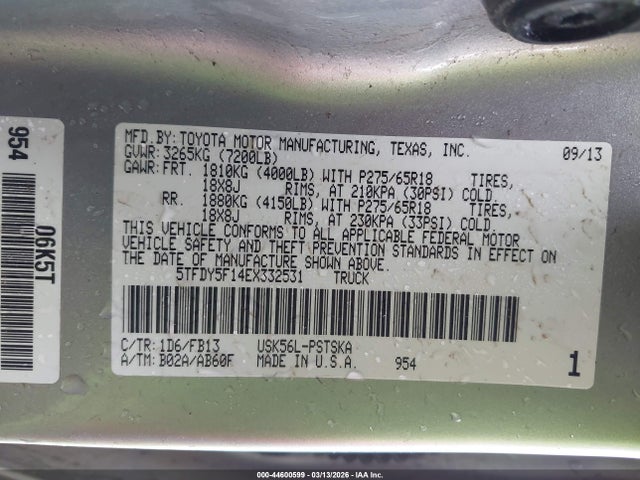 954
06K5T
MFD.BY:TOYOTA MOTOR MANUFACTURING, TEXAS, INC. 09/13
GVWR: 3265KG (7200LB)
GAWR: FRT. 1810KG (4000LB) WITH P275/65R18 TIRES,
18x8J RIMS, AT 210KPA (30PSI) COLD
RR. 1880KG (4150LB) WITH P275/65R18 TIRES,
18x8J RIMS, AT 230KPA (33PSI) COLD
THIS VEHICLE CONFORMS TO ALL APPLICABLE FEDERAL MOTOR
VEHICLE SAFETY AND THEFT PREVENTION STANDARDS IN EFFECT ON
THE DATE OF MANUFACTURE SHOWN ABOVE.
5TFDY5F14EX332531 TRUCK
C/TR: 1D6/FB13 USK56L-PSTSKA
A/TM: B02A/AB60F MADE IN U.S.A. 954 1
000-44600599 — 03/13/2026 — IAA Inc.